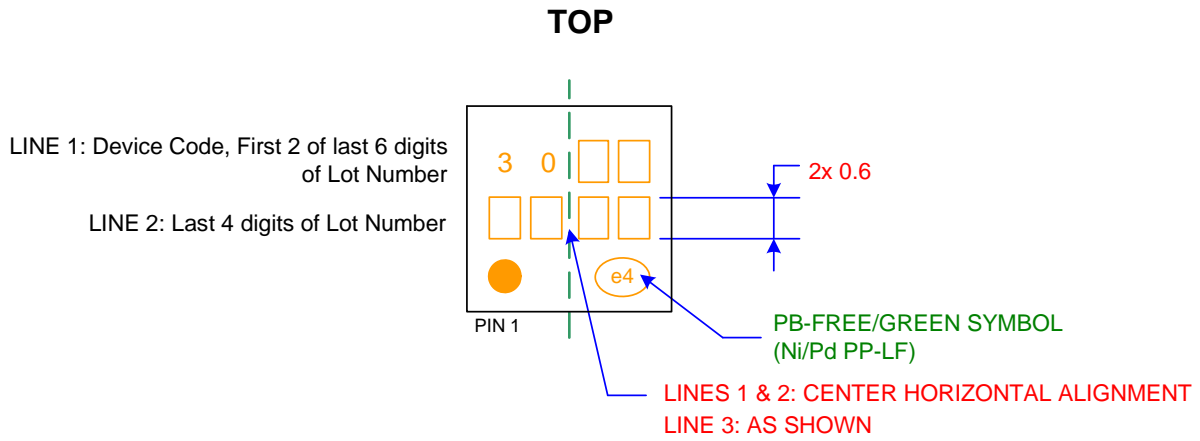 TOP
LINE 1: Device Code, First 2 of last 6 digits
of Lot Number
3 0
2x 0.6
LINE 2: Last 4 digits of Lot Number
e4
PIN 1
PB-FREE/GREEN SYMBOL
(Ni/Pd PP-LF)
LINES 1 & 2: CENTER HORIZONTAL ALIGNMENT
LINE 3: AS SHOWN